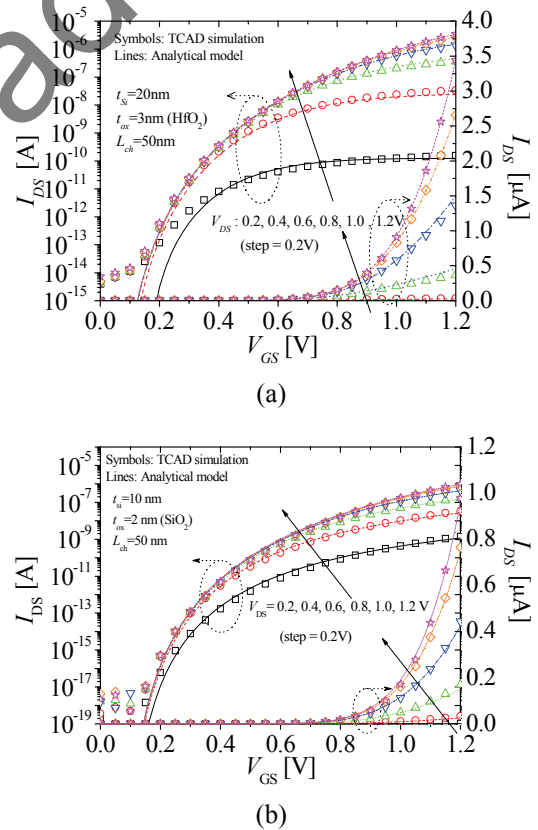 ad
Symbols: TCAD simulation
Lines: Analytical model
t_Si=20nm
t_ox=3nm (HfO₂)
L_ch=50nm
V_DS : 0.2, 0.4, 0.6, 0.8, 1.0 , 1.2V
(step = 0.2V)
I_DS [A]
10⁻⁵
10⁻⁶
10⁻⁷
10⁻⁸
10⁻⁹
10⁻¹⁰
10⁻¹¹
10⁻¹²
10⁻¹³
10⁻¹⁴
10⁻¹⁵
4.0
3.5
3.0
2.5
2.0
1.5
1.0
0.5
0.0
I_DS [μA]
0.0 0.2 0.4 0.6 0.8 1.0 1.2
V_GS [V]
(a)
Symbols: TCAD simulation
Lines: Analytical model
t_si=10 nm
t_ox=2 nm (SiO₂)
L_ch=50 nm
V_DS= 0.2, 0.4, 0.6, 0.8, 1.0, 1.2 V
(step = 0.2V)
I_DS [A]
10⁻⁵
10⁻⁷
10⁻⁹
10⁻¹¹
10⁻¹³
10⁻¹⁵
10⁻¹⁷
10⁻¹⁹
1.2
1.0
0.8
0.6
0.4
0.2
0.0
I_DS [μA]
0.0 0.2 0.4 0.6 0.8 1.0 1.2
V_GS [V]
(b)